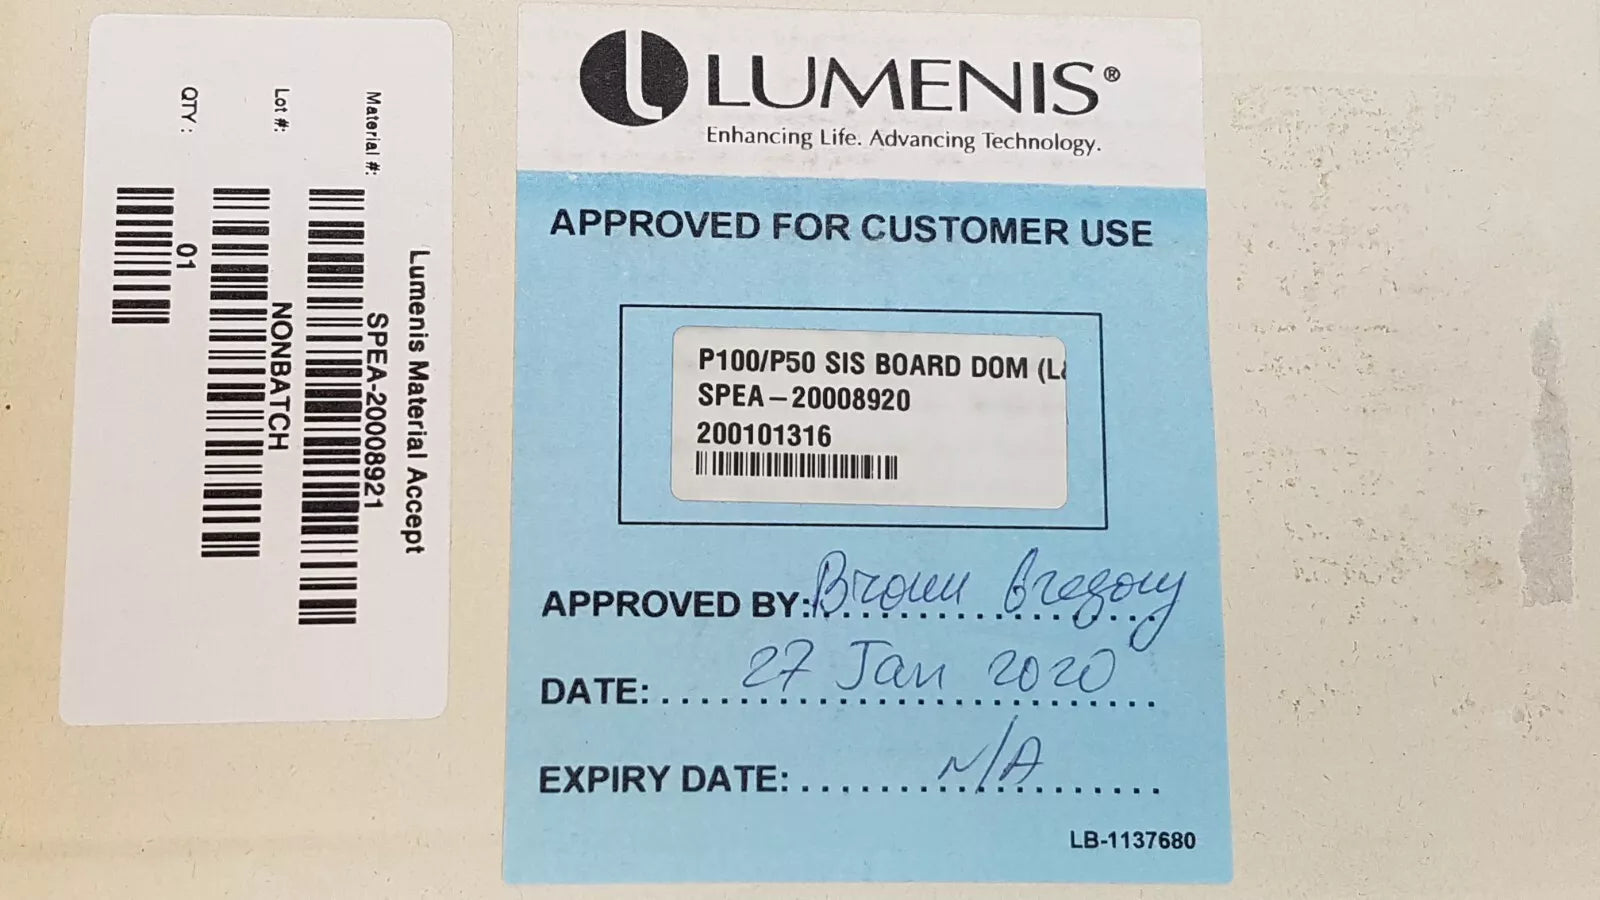 Lumenis Material Accept
Material #:
SPEA-20008921
Lot #:
NONBATCH
QTY :
01
LUMENIS®
Enhancing Life. Advancing Technology.
APPROVED FOR CUSTOMER USE
P100/P50 SIS BOARD DOM (L
SPEA-20008920
200101316
APPROVED BY: Brown Gregory
DATE: 27 Jan 2020
EXPIRY DATE: N/A
LB-1137680